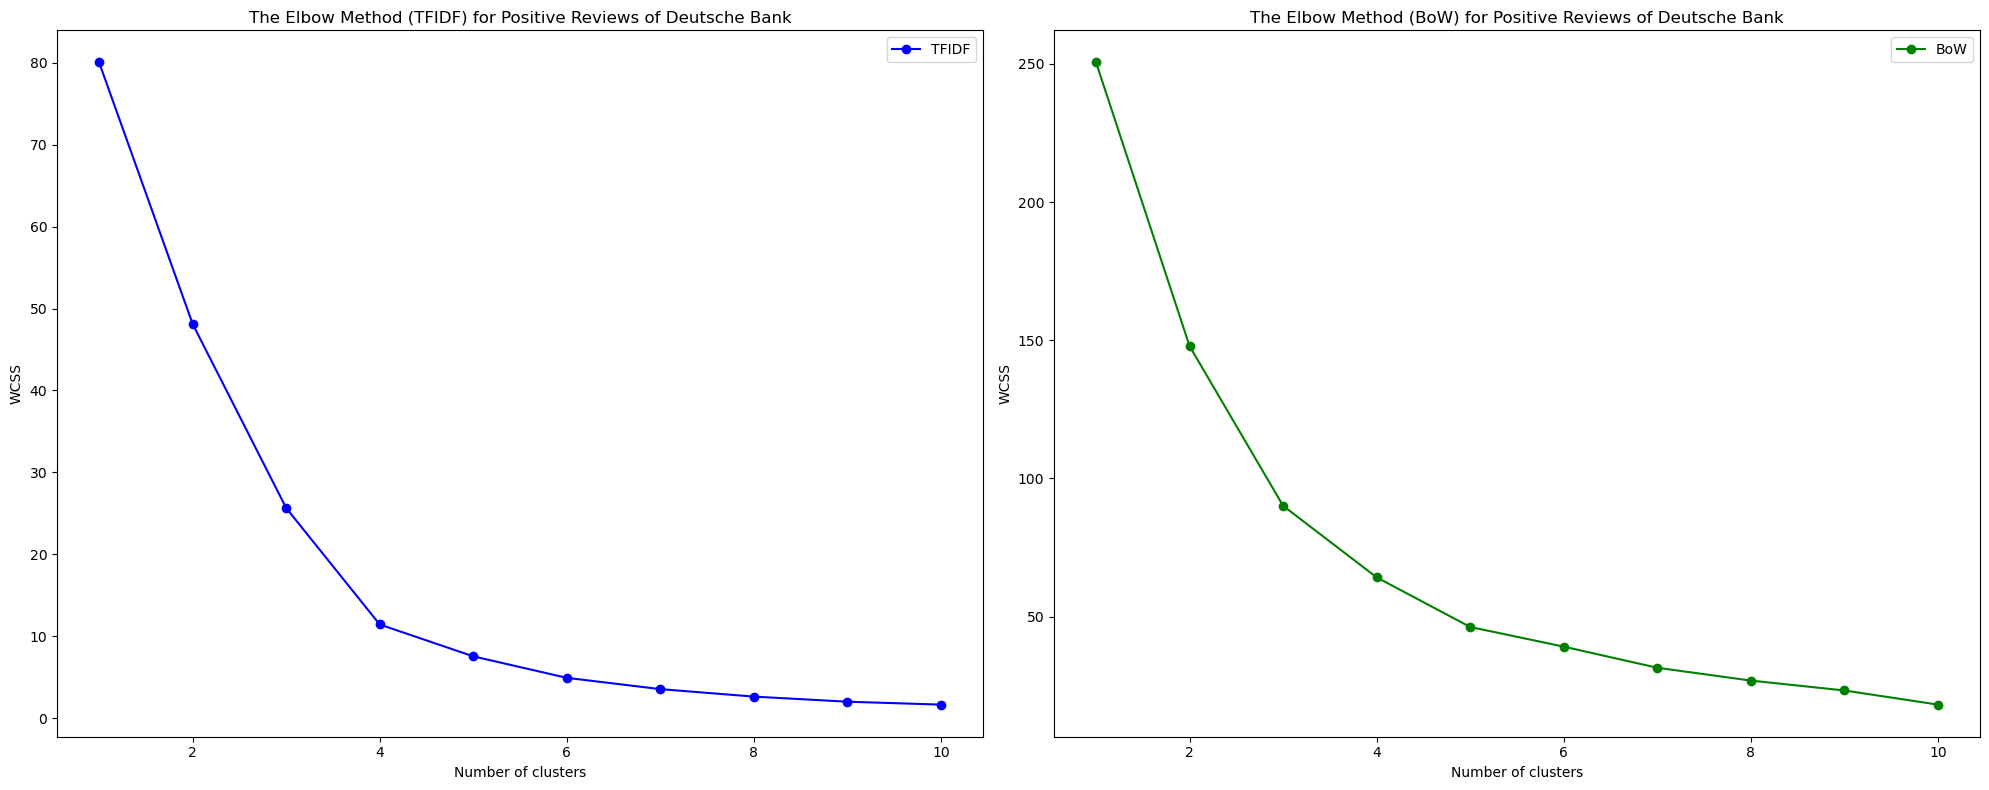 The Elbow Method (TFIDF) for Positive Reviews of Deutsche Bank
TFIDF
80
70
60
50
40
30
20
10
0
WCSS
2 4 6 8 10
Number of clusters
The Elbow Method (BoW) for Positive Reviews of Deutsche Bank
BoW
250
200
150
100
50
WCSS
2 4 6 8 10
Number of clusters